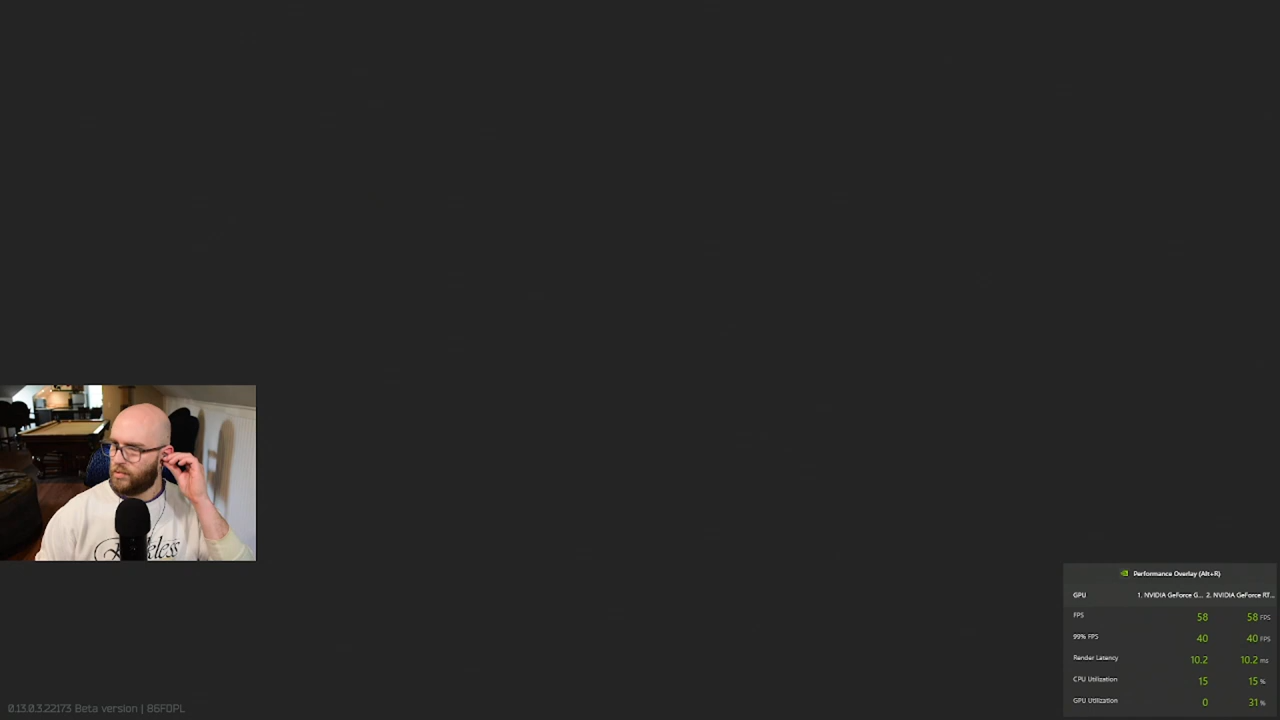 Performance Overlay (Alt+R)
GPU 1. NVIDIA GeForce G... 2. NVIDIA GeForce RT...
FPS 58 58 FPS
99% FPS 40 40 FPS
Render Latency 10.2 10.2 ms
CPU Utilization 15 15 %
GPU Utilization 0 31 %
0.13.0.3.22173 Beta version | 86FDPL